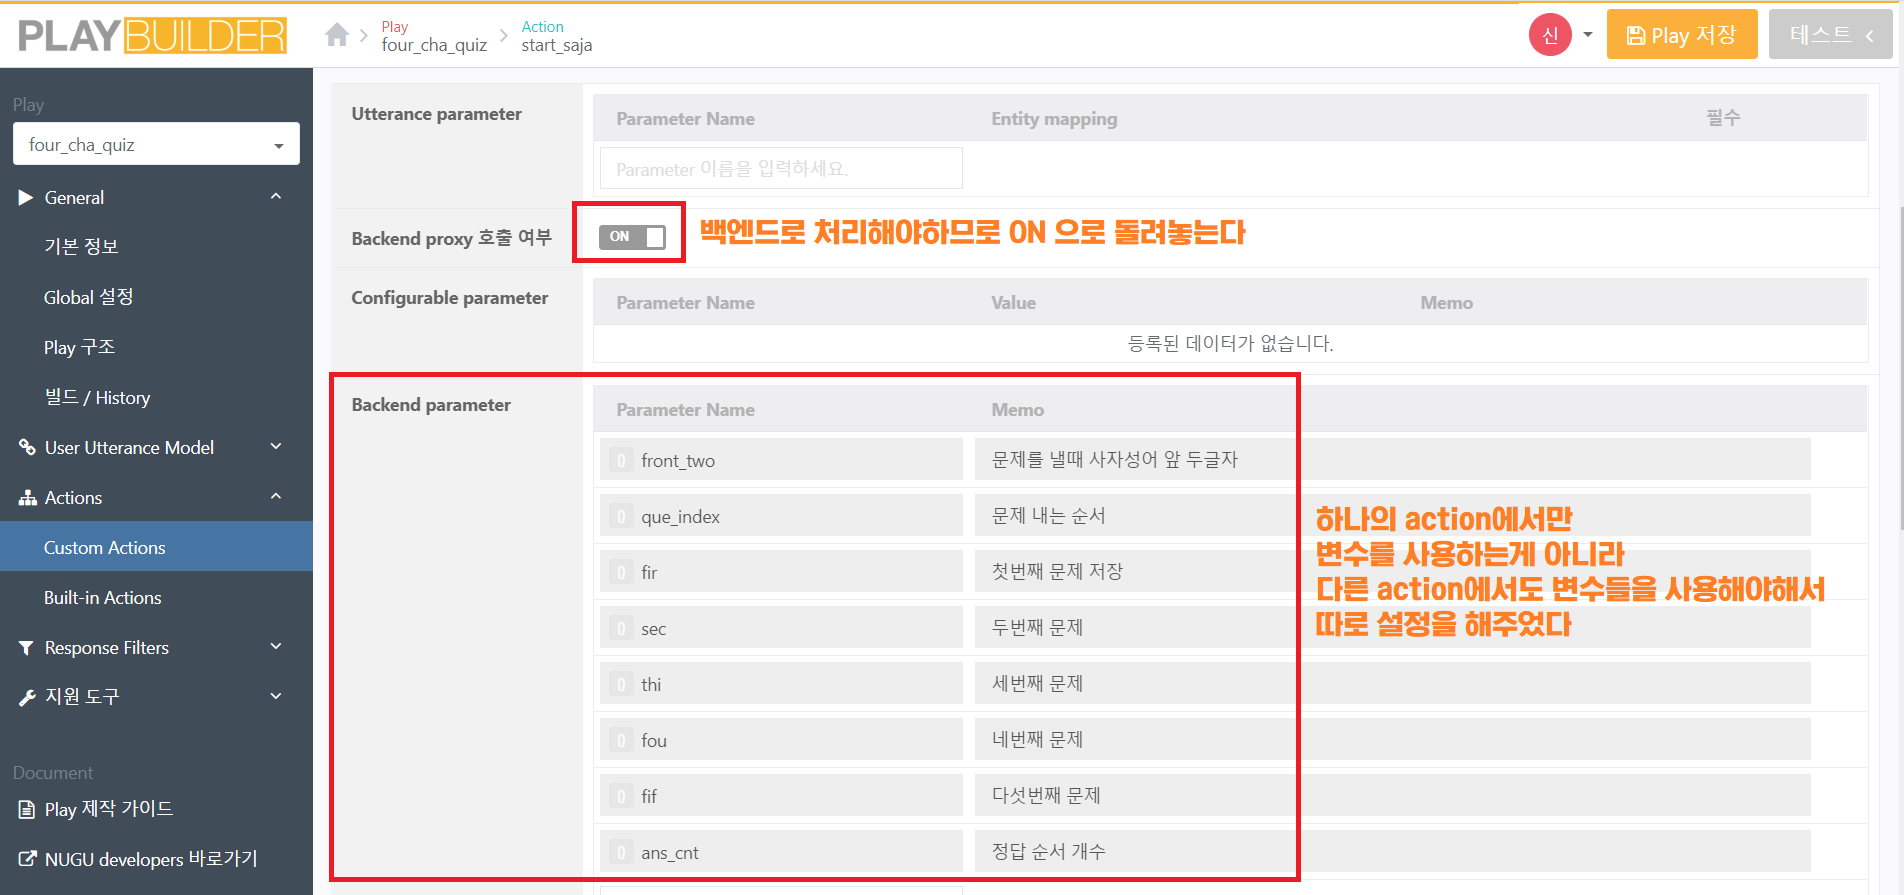 PLAYBUILDER
Play
four_cha_quiz
Action
start_saja
신
Play 저장
테스트
Play
four_cha_quiz
General
기본 정보
Global 설정
Play 구조
빌드 / History
User Utterance Model
Actions
Custom Actions
Built-in Actions
Response Filters
지원 도구
Document
Play 제작 가이드
NUGU developers 바로가기
Utterance parameter
Parameter Name Entity mapping 필수
Parameter 이름을 입력하세요.
Backend proxy 호출 여부
ON
백엔드로 처리해야하므로 ON 으로 돌려놓는다
Configurable parameter
Parameter Name Value Memo
등록된 데이터가 없습니다.
Backend parameter
Parameter Name Memo
{} front_two 문제를 낼때 사자성어 앞 두글자
{} que_index 문제 내는 순서
{} fir 첫번째 문제 저장
{} sec 두번째 문제
{} thi 세번째 문제
{} fou 네번째 문제
{} fif 다섯번째 문제
{} ans_cnt 정답 순서 개수
하나의 action에서만
변수를 사용하는게 아니라
다른 action에서도 변수들을 사용해야해서
따로 설정을 해주었다